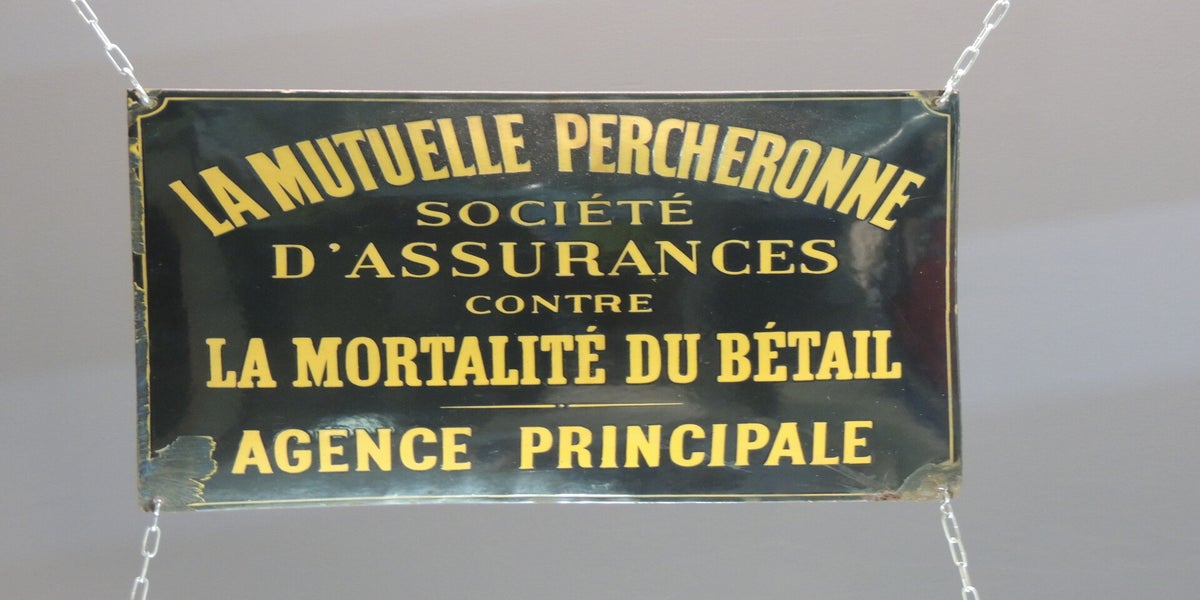 LA MUTUELLE PERCHERONNE
SOCIÉTÉ
D'ASSURANCES
CONTRE
LA MORTALITÉ DU BÉTAIL
AGENCE PRINCIPALE